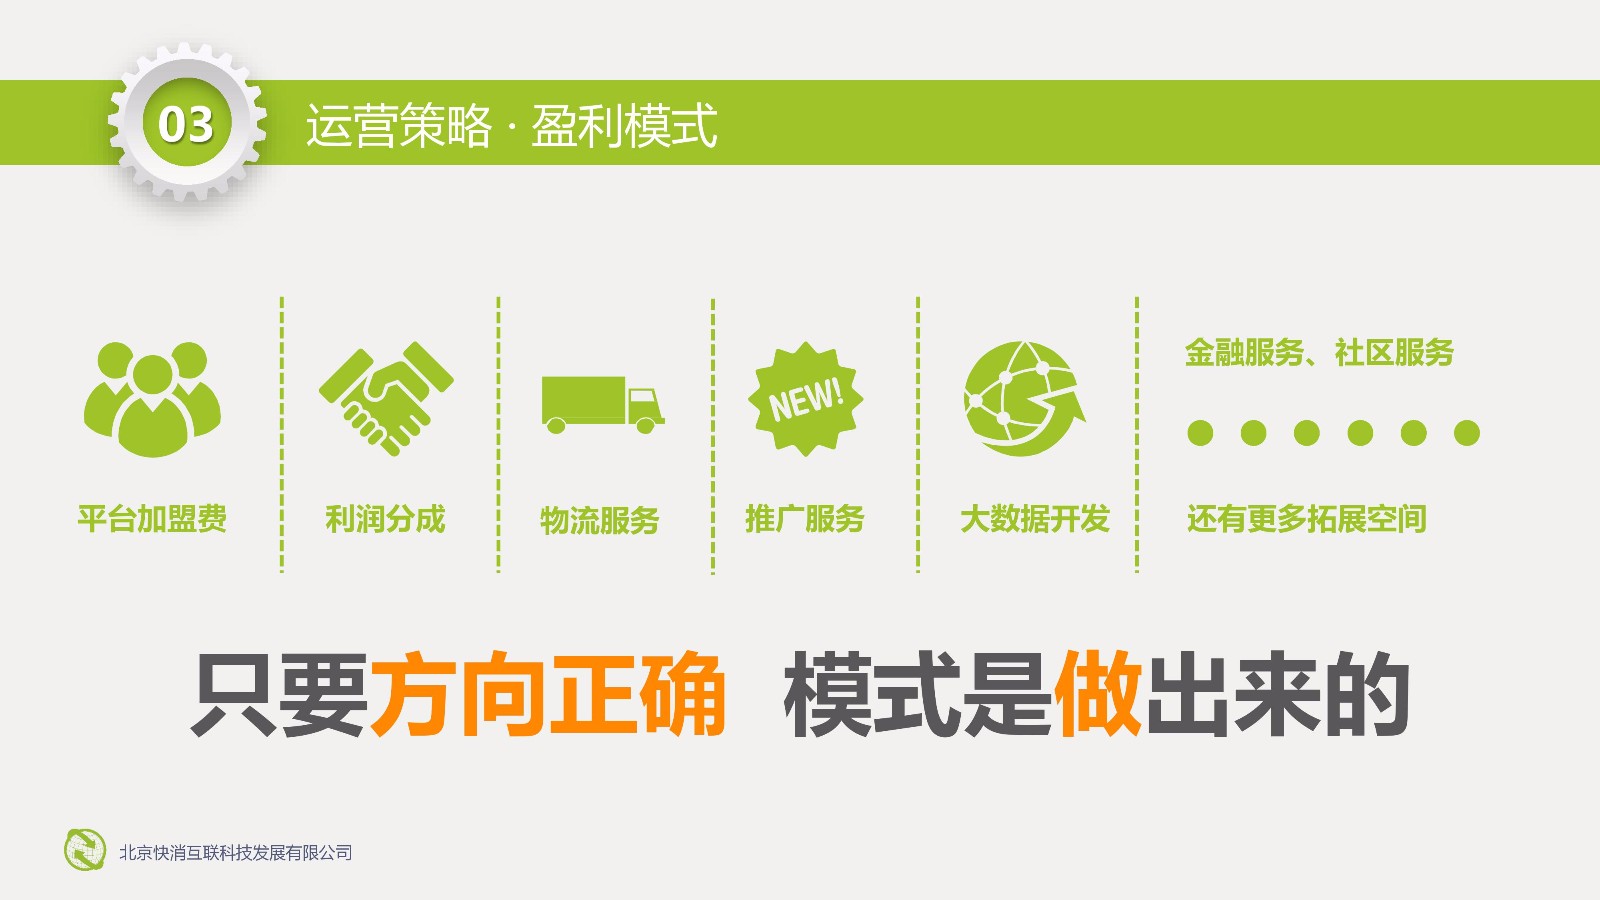 03
运营策略 · 盈利模式
NEW!
金融服务、社区服务
平台加盟费
利润分成
物流服务
推广服务
大数据开发
还有更多拓展空间
只要方向正确 模式是做出来的
北京快消互联科技发展有限公司